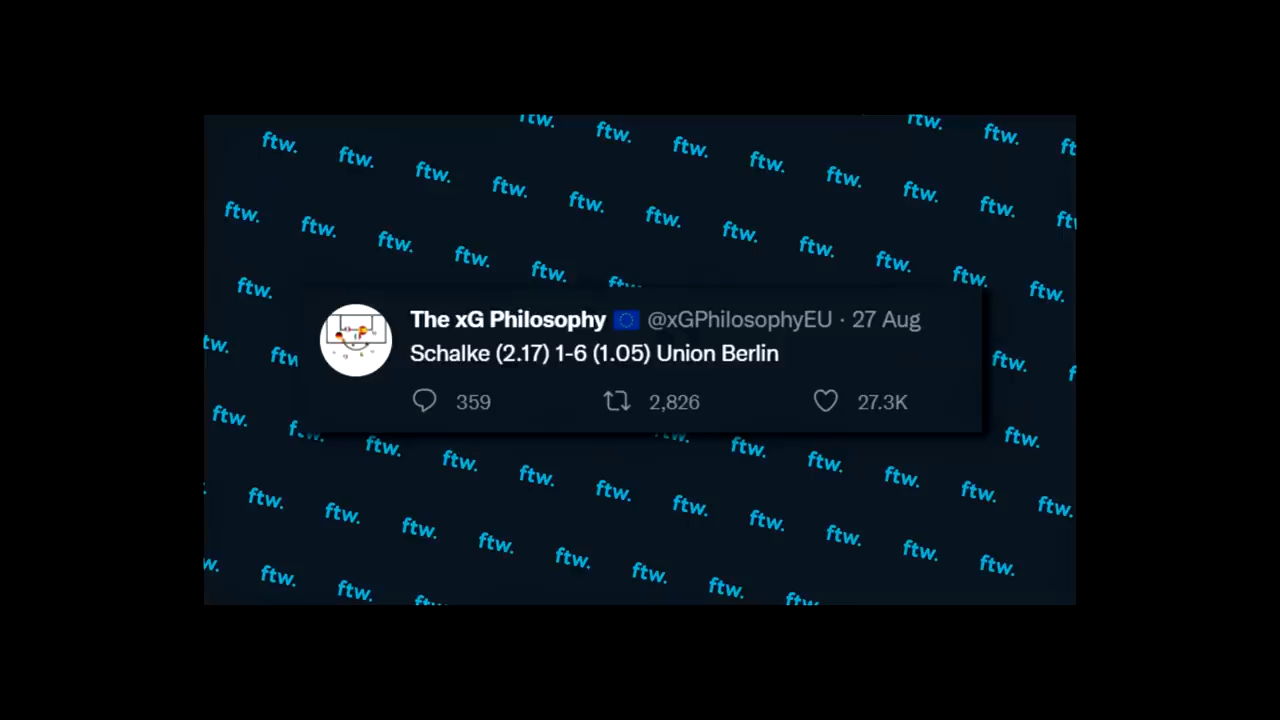 The xG Philosophy 🇪🇺 @xGPhilosophyEU · 27 Aug
Schalke (2.17) 1-6 (1.05) Union Berlin
359 2,826 27.3K
ftw.